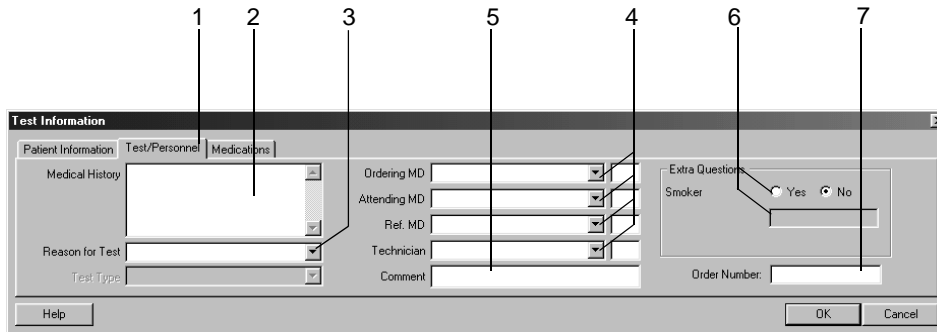 1 2 3 5 4 6 7
Test Information
Patient Information Test/Personnel Medications
Medical History
Reason for Test
Test Type
Ordering MD
Attending MD
Ref. MD
Technician
Comment
Extra Questions
Smoker Yes No
Order Number:
Help OK Cancel